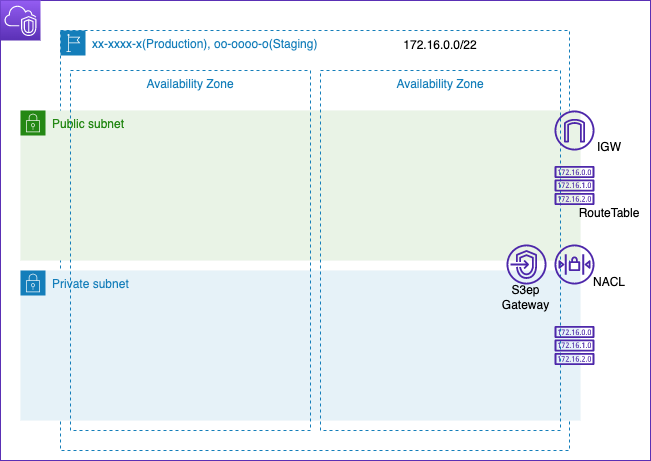 xx-xxxx-x(Production), oo-oooo-o(Staging)
172.16.0.0/22
Availability Zone
Availability Zone
Public subnet
IGW
172.16.0.0
172.16.1.0
172.16.2.0
RouteTable
S3ep
Gateway
NACL
Private subnet
172.16.0.0
172.16.1.0
172.16.2.0